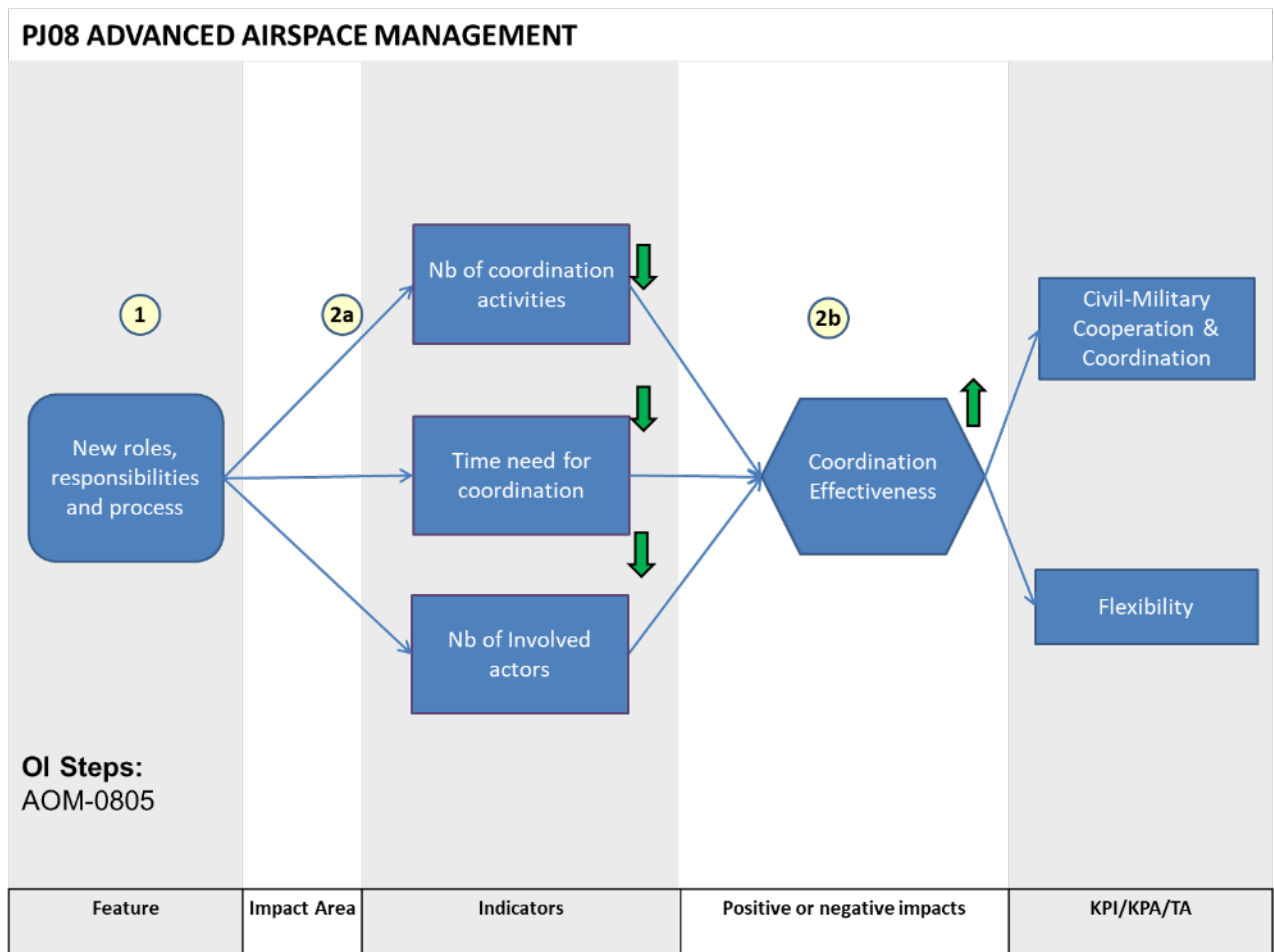 PJ08 ADVANCED AIRSPACE MANAGEMENT
1
2a
2b
New roles,
responsibilities
and process
Nb of coordination
activities
Time need for
coordination
Nb of Involved
actors
Coordination
Effectiveness
Civil-Military
Cooperation &
Coordination
Flexibility
OI Steps:
AOM-0805
Feature
Impact Area
Indicators
Positive or negative impacts
KPI/KPA/TA